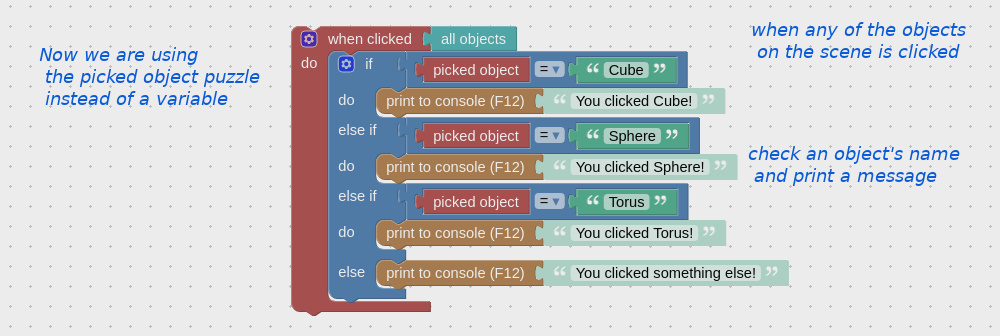 Now we are using
the picked object puzzle
instead of a variable
when clicked all objects
do if picked object = ▾ “ Cube ”
do print to console (F12) “ You clicked Cube! ”
else if picked object = ▾ “ Sphere ”
do print to console (F12) “ You clicked Sphere! ”
else if picked object = ▾ “ Torus ”
do print to console (F12) “ You clicked Torus! ”
else print to console (F12) “ You clicked something else! ”
when any of the objects
on the scene is clicked
check an object's name
and print a message